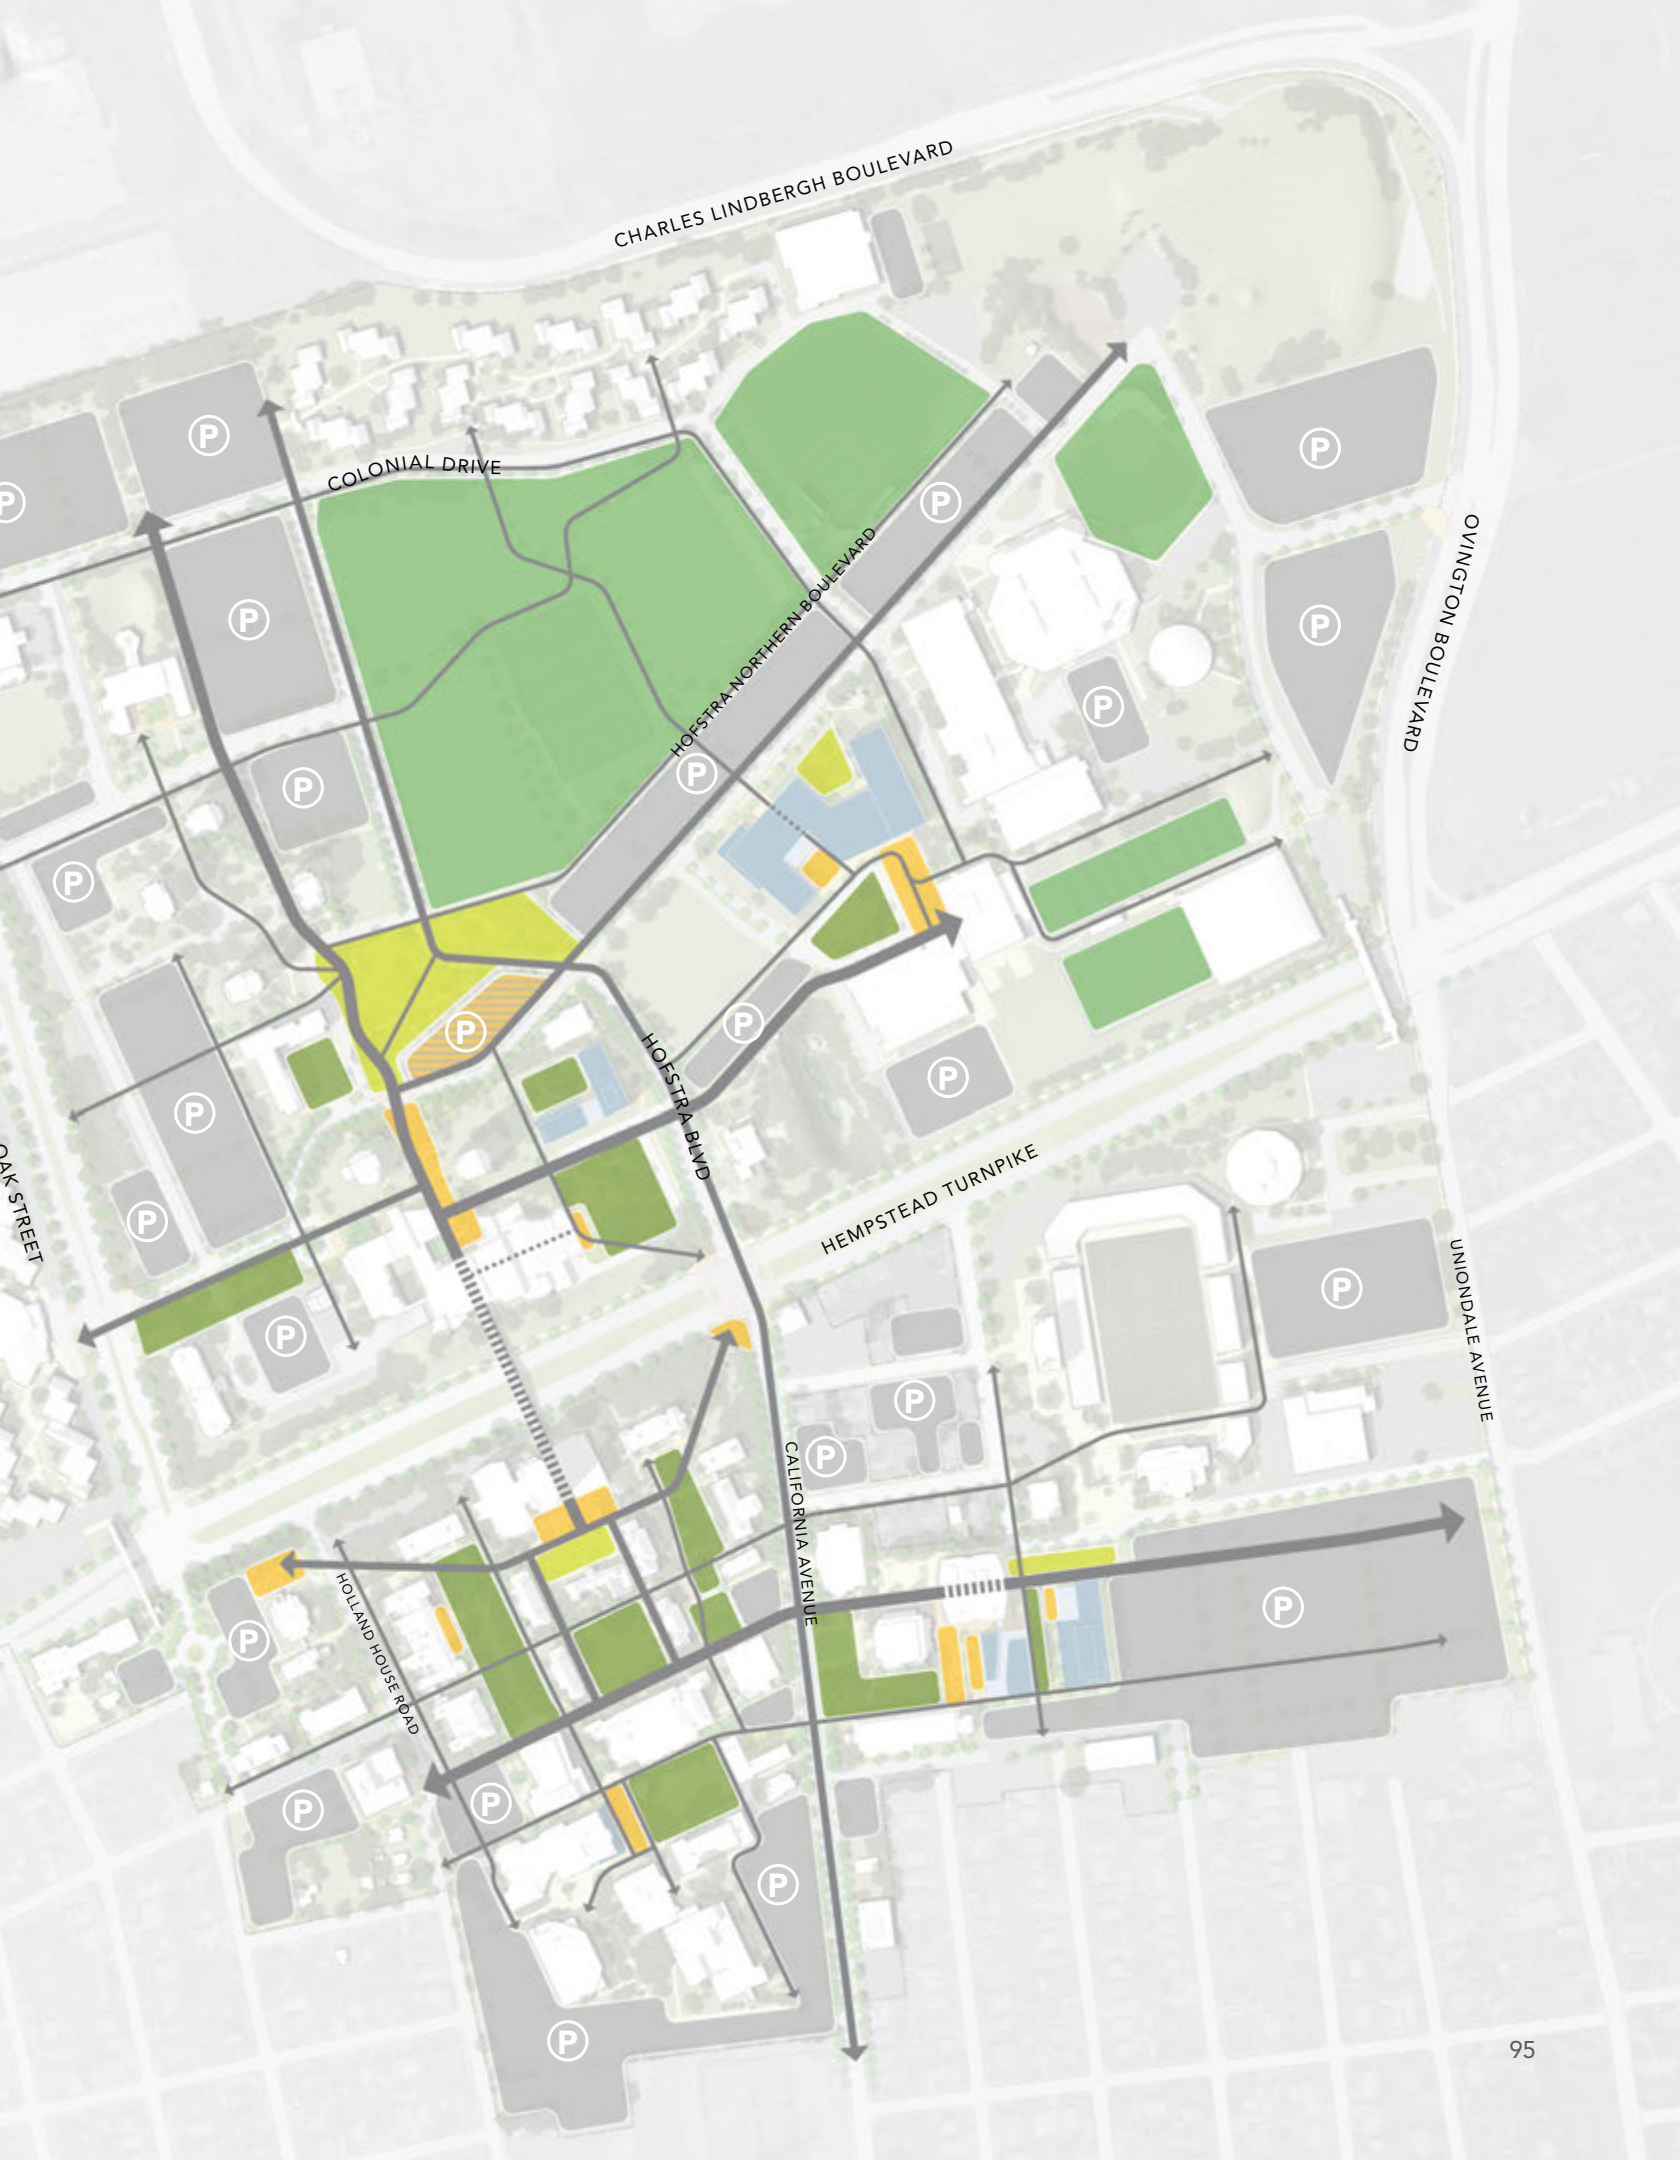 CHARLES LINDBERGH BOULEVARD
P
COLONIAL DRIVE
P
P
P
P
OVINGTON BOULEVARD
HOFSTRA NORTHERN BOULEVARD
P
P
P
P
P
P
P
P
P
HOFSTRA BLVD
P
P
OAK STREET
P
HEMPSTEAD TURNPIKE
UNIONDALE AVENUE
P
P
P
P
CALIFORNIA AVENUE
HOLLAND HOUSE ROAD
P
P
P
P
P
P
95